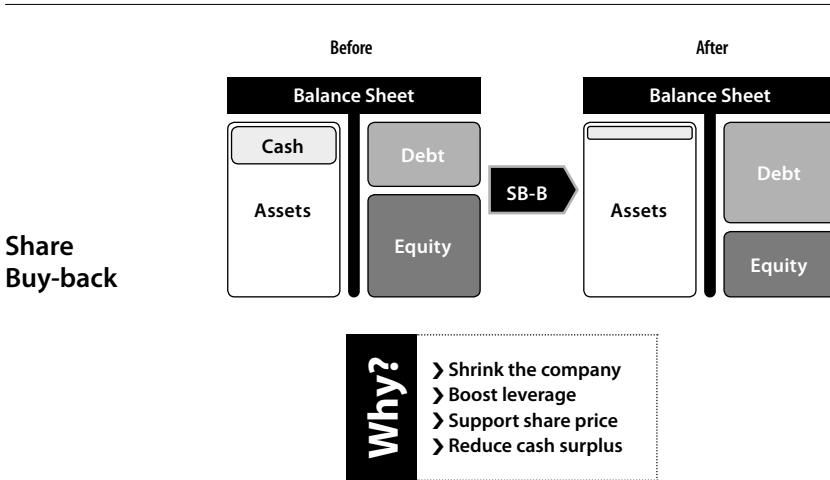 Before
After
Balance Sheet
Balance Sheet
Cash
Debt
Debt
SB-B
Assets
Assets
Share
Buy-back
Equity
Equity
Why?
❯ Shrink the company
❯ Boost leverage
❯ Support share price
❯ Reduce cash surplus